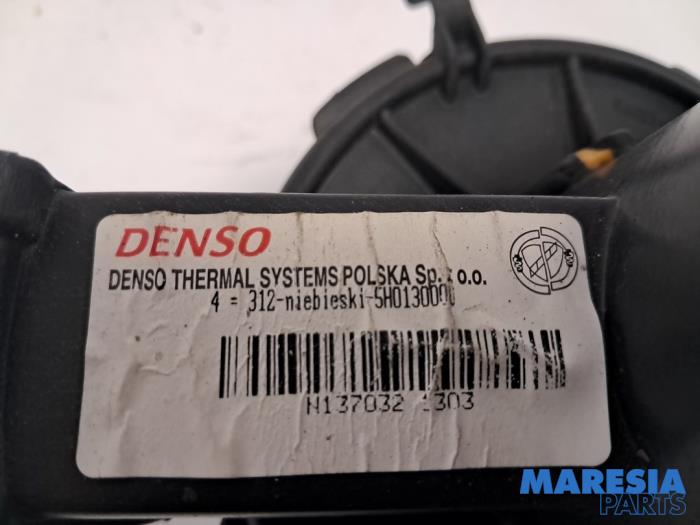 DENSO
DENSO THERMAL SYSTEMS POLSKA Sp. o.o.
4 = 312-niebieski-5H0130000
N137032 1303
MARESIA
PARTS